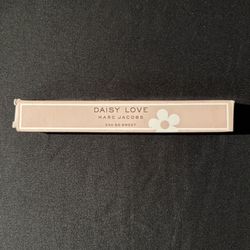 DAISY LOVE
MARC JACOBS
EAU SO SWEET